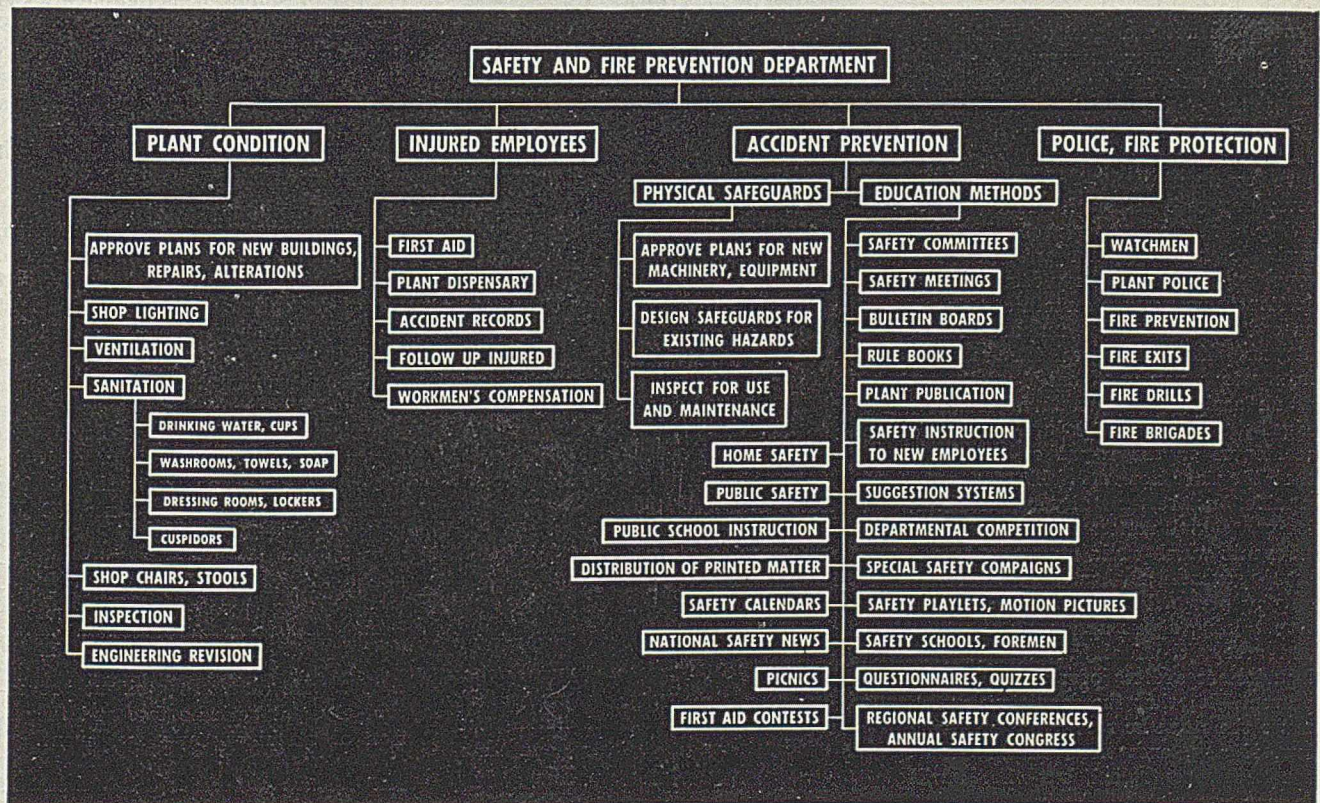 SAFETY AND FIRE PREVENTION DEPARTMENT
PLANT CONDITION
APPROVE PLANS FOR NEW BUILDINGS,
REPAIRS, ALTERATIONS
SHOP LIGHTING
VENTILATION
SANITATION
DRINKING WATER, CUPS
WASHROOMS, TOWELS, SOAP
DRESSING ROOMS, LOCKERS
CUSPIDORS
SHOP CHAIRS, STOOLS
INSPECTION
ENGINEERING REVISION
INJURED EMPLOYEES
FIRST AID
PLANT DISPENSARY
ACCIDENT RECORDS
FOLLOW UP INJURED
WORKMEN'S COMPENSATION
ACCIDENT PREVENTION
PHYSICAL SAFEGUARDS
APPROVE PLANS FOR NEW
MACHINERY, EQUIPMENT
DESIGN SAFEGUARDS FOR
EXISTING HAZARDS
INSPECT FOR USE
AND MAINTENANCE
EDUCATION METHODS
SAFETY COMMITTEES
SAFETY MEETINGS
BULLETIN BOARDS
RULE BOOKS
PLANT PUBLICATION
SAFETY INSTRUCTION
TO NEW EMPLOYEES
HOME SAFETY
SUGGESTION SYSTEMS
PUBLIC SAFETY
DEPARTMENTAL COMPETITION
PUBLIC SCHOOL INSTRUCTION
SPECIAL SAFETY COMPAIGNS
DISTRIBUTION OF PRINTED MATTER
SAFETY PLAYLETS, MOTION PICTURES
SAFETY CALENDARS
SAFETY SCHOOLS, FOREMEN
NATIONAL SAFETY NEWS
QUESTIONNAIRES, QUIZZES
PICNICS
REGIONAL SAFETY CONFERENCES,
ANNUAL SAFETY CONGRESS
FIRST AID CONTESTS
POLICE, FIRE PROTECTION
WATCHMEN
PLANT POLICE
FIRE PREVENTION
FIRE EXITS
FIRE DRILLS
FIRE BRIGADES